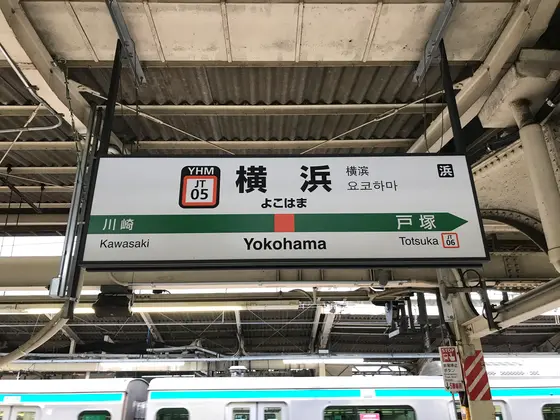 YHM
JT
05
横浜
よこはま
横滨
요코하마
浜
川崎
Kawasaki
Yokohama
戸塚
Totsuka
JT
06